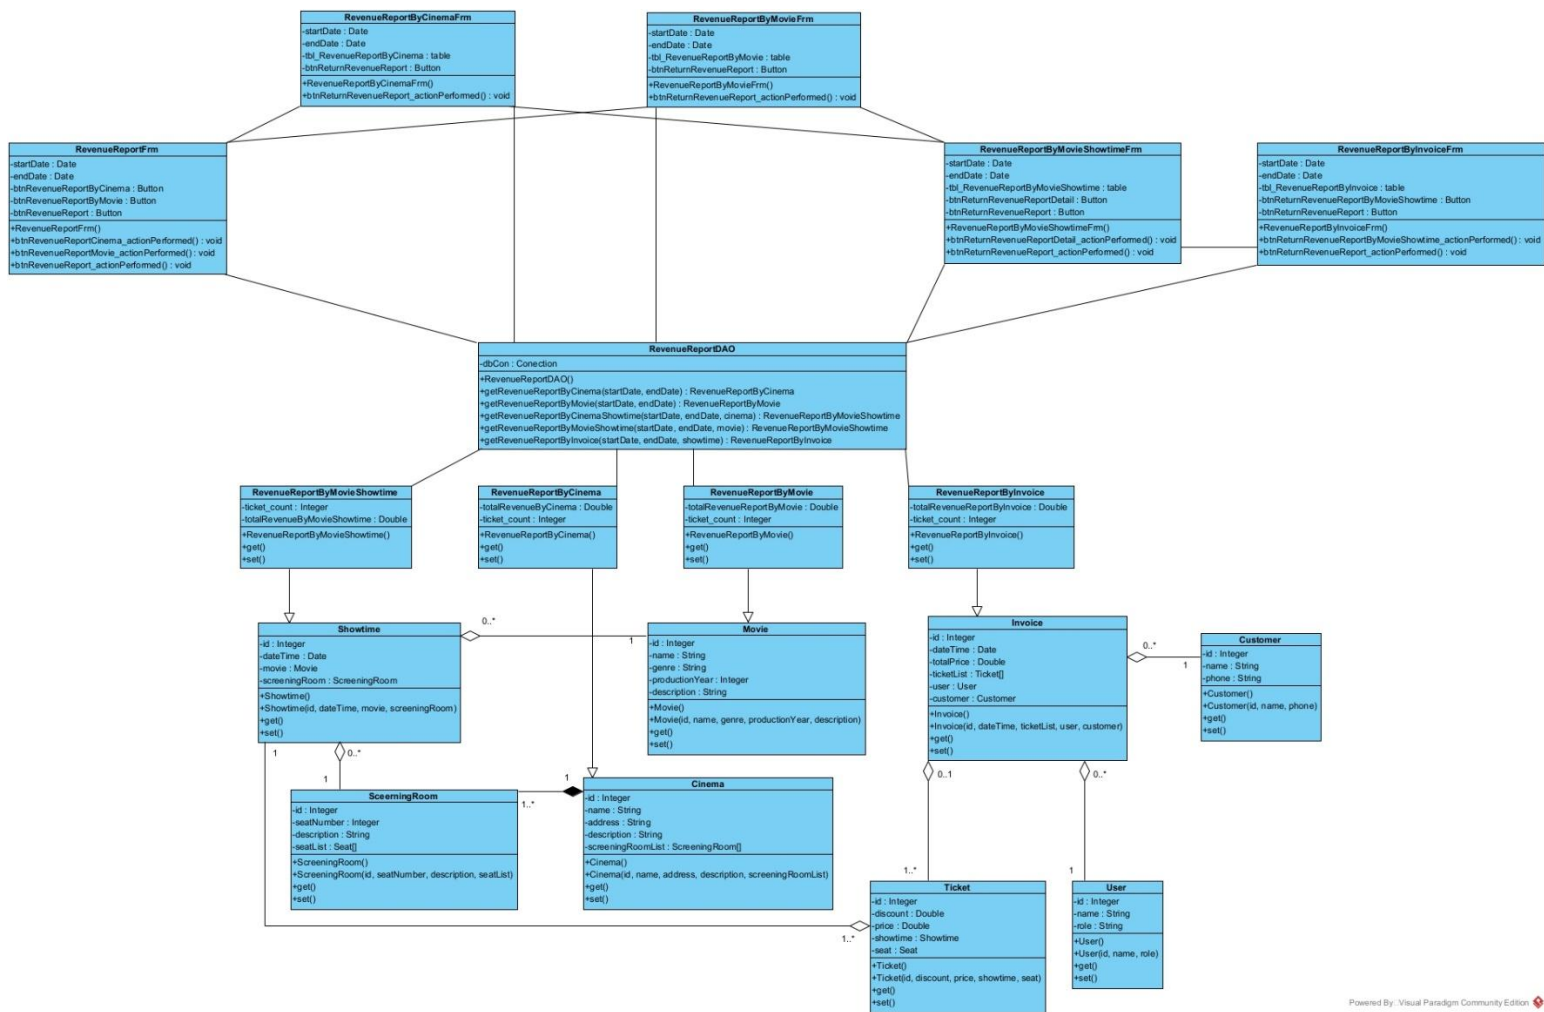 RevenueReportByCinemaFrm
-startDate : Date
-endDate : Date
-tbl_RevenueReportByCinema : table
-btnReturnRevenueReport : Button
+RevenueReportByCinemaFrm()
+btnReturnRevenueReport_actionPerformed() : void
RevenueReportByMovieFrm
-startDate : Date
-endDate : Date
-tbl_RevenueReportByMovie : table
-btnReturnRevenueReport : Button
+RevenueReportByMovieFrm()
+btnReturnRevenueReport_actionPerformed() : void
RevenueReportFrm
-startDate : Date
-endDate : Date
-btnRevenueReportByCinema : Button
-btnRevenueReportByMovie : Button
-btnRevenueReport : Button
+RevenueReportFrm()
+btnRevenueReportCinema_actionPerformed() : void
+btnRevenueReportMovie_actionPerformed() : void
+btnRevenueReport_actionPerformed() : void
RevenueReportByMovieShowtimeFrm
-startDate : Date
-endDate : Date
-tbl_RevenueReportByMovieShowtime : table
-btnReturnRevenueReportDetail : Button
-btnReturnRevenueReport : Button
+RevenueReportByMovieShowtimeFrm()
+btnReturnRevenueReportDetail_actionPerformed() : void
+btnReturnRevenueReport_actionPerformed() : void
RevenueReportByInvoiceFrm
-startDate : Date
-endDate : Date
-tbl_RevenueReportByInvoice : table
-btnReturnRevenueReportByMovieShowtime : Button
-btnReturnRevenueReport : Button
+RevenueReportByInvoiceFrm()
+btnReturnRevenueReportByMovieShowtime_actionPerformed() : void
+btnReturnRevenueReport_actionPerformed() : void
RevenueReportDAO
-dbCon : Conection
+RevenueReportDAO()
+getRevenueReportByCinema(startDate, endDate) : RevenueReportByCinema
+getRevenueReportByMovie(startDate, endDate) : RevenueReportByMovie
+getRevenueReportByCinemaShowtime(startDate, endDate, cinema) : RevenueReportByMovieShowtime
+getRevenueReportByMovieShowtime(startDate, endDate, movie) : RevenueReportByMovieShowtime
+getRevenueReportByInvoice(startDate, endDate, showtime) : RevenueReportByInvoice
RevenueReportByMovieShowtime
-ticket_count : Integer
-totalRevenueByMovieShowtime : Double
+RevenueReportByMovieShowtime()
+get()
+set()
RevenueReportByCinema
-totalRevenueByCinema : Double
-ticket_count : Integer
+RevenueReportByCinema()
+get()
+set()
RevenueReportByMovie
-totalRevenueByMovie : Double
-ticket_count : Integer
+RevenueReportByMovie()
+get()
+set()
RevenueReportByInvoice
-totalRevenueByInvoice : Double
-ticket_count : Integer
+RevenueReportByInvoice()
+get()
+set()
Showtime
-id : Integer
-dateTime : Date
-movie : Movie
-screeningRoom : ScreeningRoom
+Showtime()
+Showtime(id, dateTime, movie, screeningRoom)
+get()
+set()
0..*
1
Movie
-id : Integer
-name : String
-genre : String
-productionYear : Integer
-description : String
+Movie()
+Movie(id, name, genre, productionYear, description)
+get()
+set()
Invoice
-id : Integer
-dateTime : Date
-totalPrice : Double
-ticketList : Ticket[]
-user : User
-customer : Customer
+Invoice()
+Invoice(id, dateTime, ticketList, user, customer)
+get()
+set()
0..*
1
Customer
-id : Integer
-name : String
-phone : String
+Customer()
+Customer(id, name, phone)
+get()
+set()
1
0..*
1
SceerningRoom
-id : Integer
-seatNumber : Integer
-description : String
-seatList : Seat[]
+ScreeningRoom()
+ScreeningRoom(id, seatNumber, description, seatList)
+get()
+set()
1
1..*
Cinema
-id : Integer
-name : String
-address : String
-description : String
-screeningRoomList : ScreeningRoom[]
+Cinema()
+Cinema(id, name, address, description, screeningRoomList)
+get()
+set()
0..1
0..*
1..*
1
Ticket
-id : Integer
-discount : Double
-price : Double
-showtime : Showtime
-seat : Seat
+Ticket()
+Ticket(id, discount, price, showtime, seat)
+get()
+set()
1..*
User
-id : Integer
-name : String
-role : String
+User()
+User(id, name, role)
+get()
+set()
Powered By: Visual Paradigm Community Edition